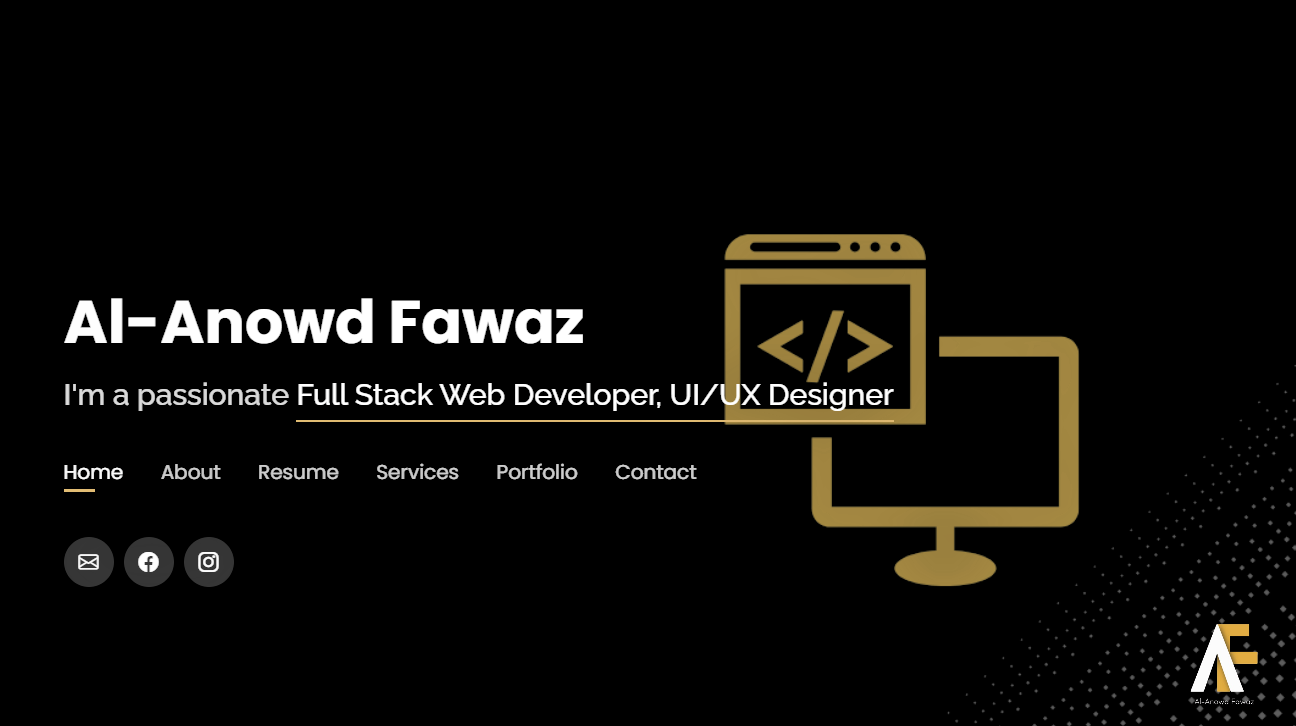 Al-Anowd Fawaz
I'm a passionate Full Stack Web Developer, UI/UX Designer
Home About Resume Services Portfolio Contact
</>
AF
Al-Anowd Fawaz